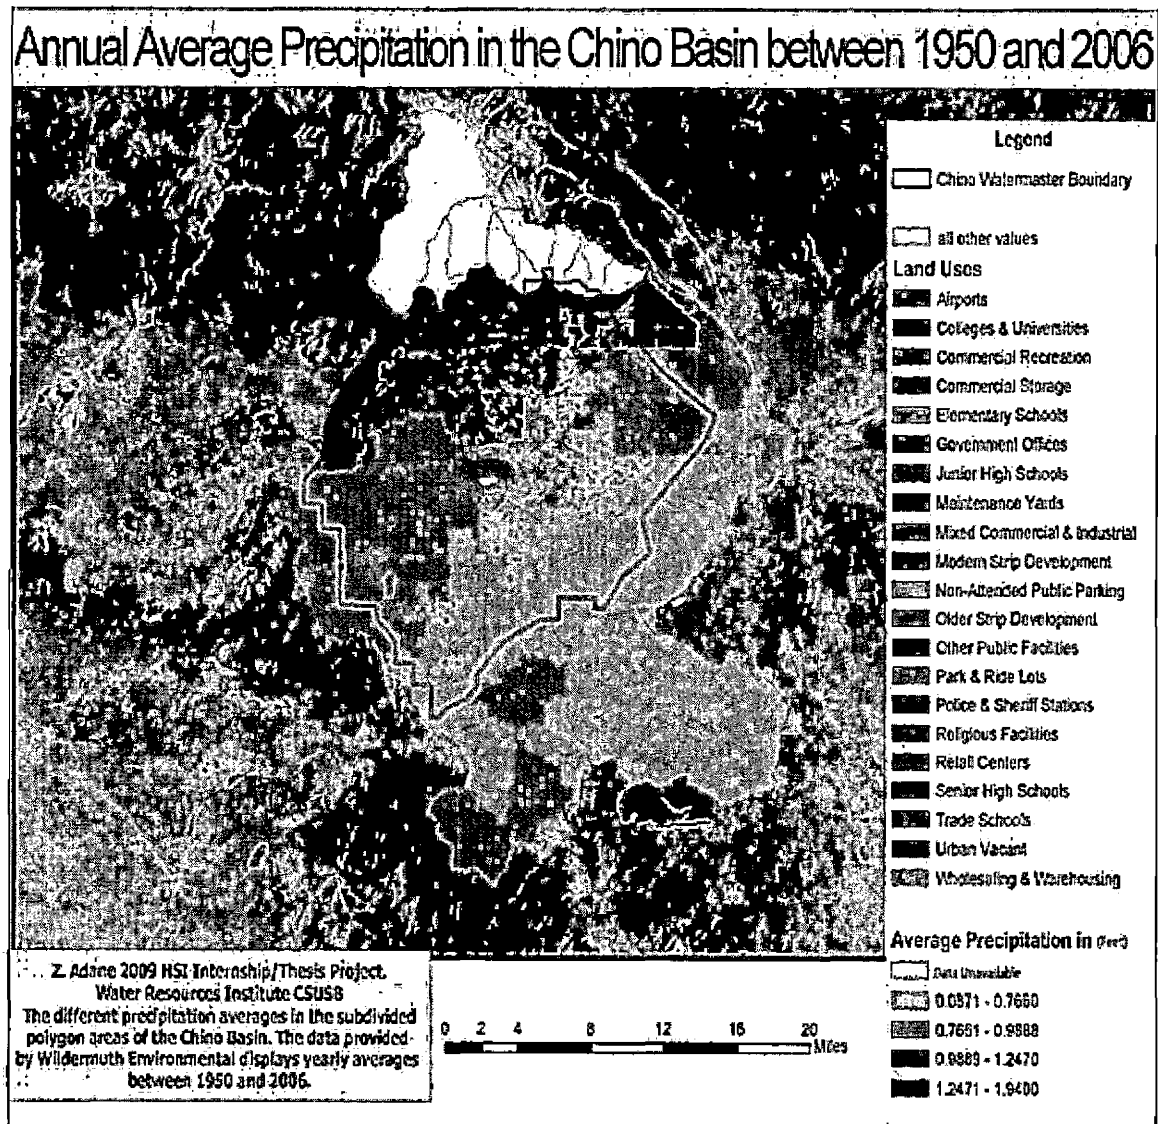 Annual Average Precipitation in the Chino Basin between 1950 and 2006
Legend
Chino Watermaster Boundary
all other values
Land Uses
Airports
Colleges & Universities
Commercial Recreation
Commercial Storage
Elementary Schools
Government Offices
Junior High Schools
Maintenance Yards
Mixed Commercial & Industrial
Modern Strip Development
Non-Attended Public Parking
Older Strip Development
Other Public Facilities
Park & Ride Lots
Police & Sheriff Stations
Religious Facilities
Retail Centers
Senior High Schools
Trade Schools
Urban Vacant
Wholesaling & Warehousing
Average Precipitation in (Feet)
Data Unavailable
0.0371 - 0.7660
0.7661 - 0.9888
0.9889 - 1.2470
1.2471 - 1.9400
Z. Adane 2009 HSI Internship/Thesis Project.
Water Resources Institute CSUSB
The different precipitation averages in the subdivided
polygon areas of the Chino Basin. The data provided
by Wildermuth Environmental displays yearly averages
between 1950 and 2006.
0 2 4 8 12 16 20
Miles